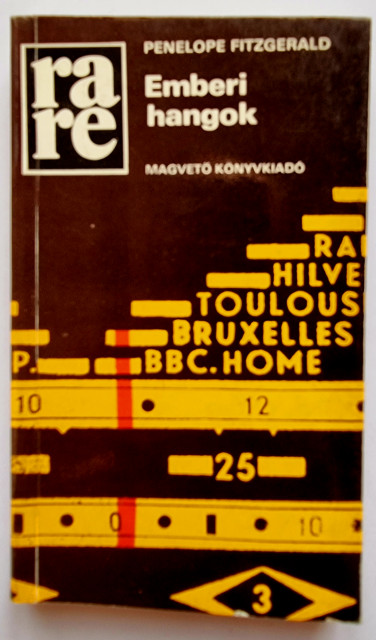 ra
re
PENELOPE FITZGERALD
Emberi
hangok
MAGVETŐ KÖNYVKIADÓ
RA
HILVE
TOULOUS
BRUXELLES
P. BBC. HOME
10 12
25
0 10
3